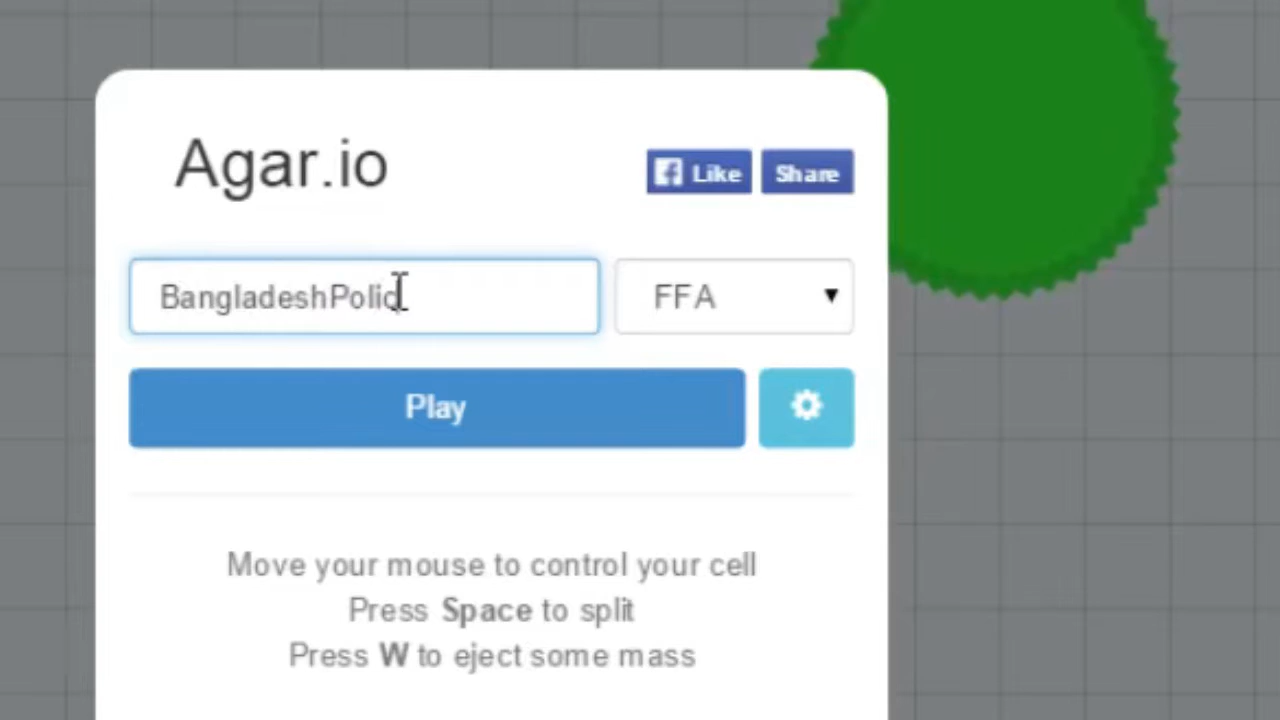 Agar.io
Like
Share
BangladeshPolic
FFA
Play
Move your mouse to control your cell
Press Space to split
Press W to eject some mass